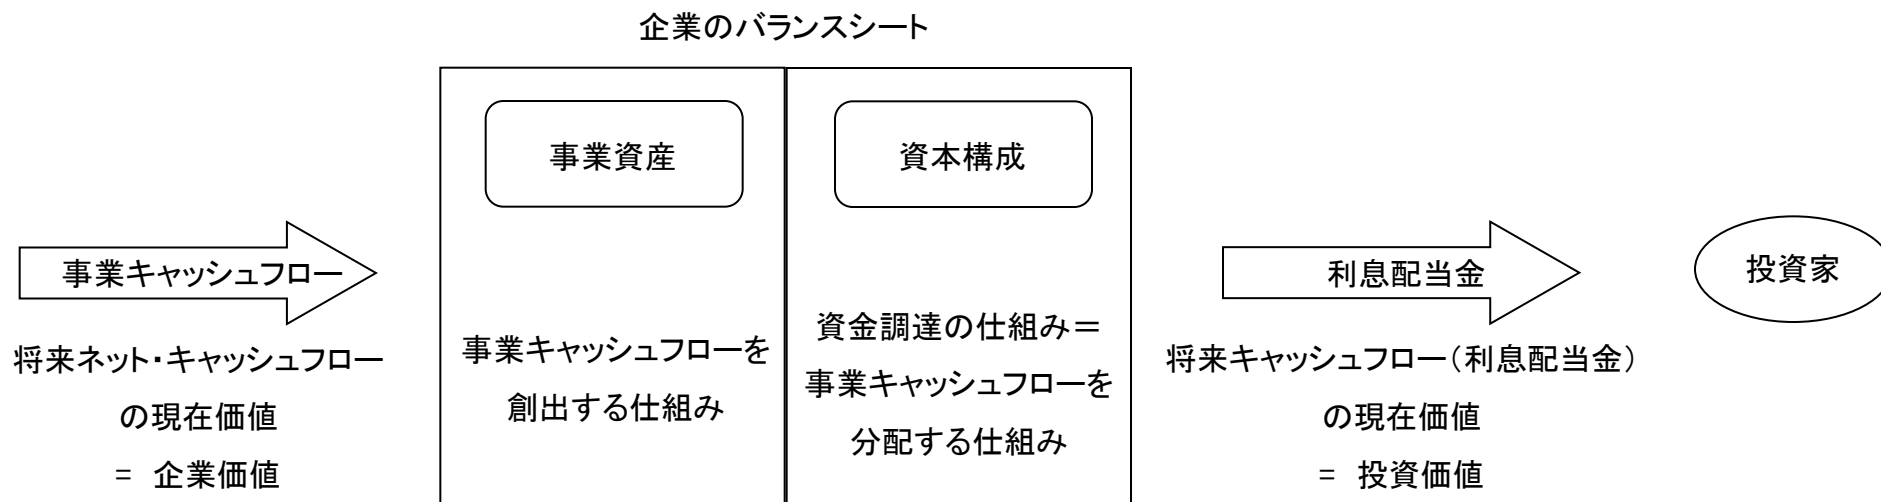 企業のバランスシート
事業資産
資本構成
事業キャッシュフロー
将来ネット・キャッシュフロー
の現在価値
= 企業価値
事業キャッシュフローを
創出する仕組み
資金調達の仕組み＝
事業キャッシュフローを
分配する仕組み
利息配当金
将来キャッシュフロー（利息配当金）
の現在価値
= 投資価値
投資家